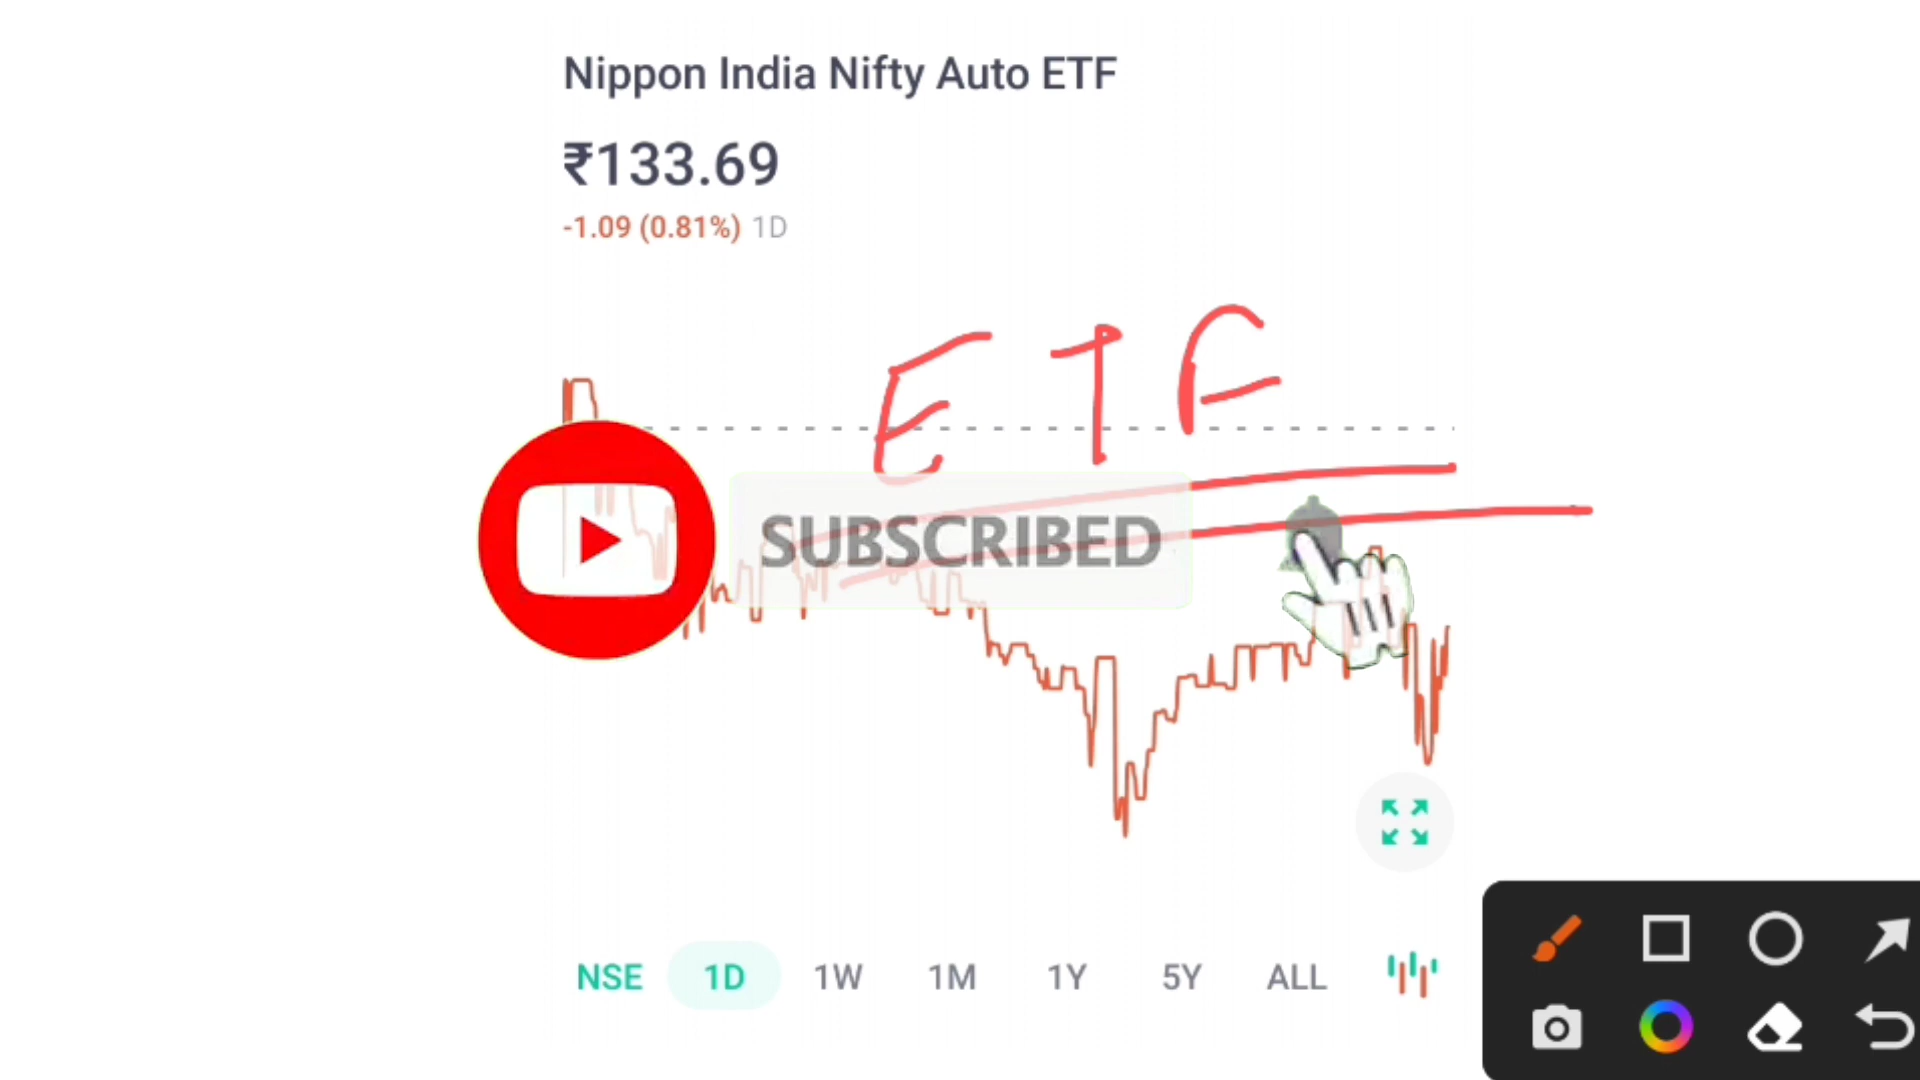 Nippon India Nifty Auto ETF
₹133.69
-1.09 (0.81%) 1D
ETF
SUBSCRIBED
NSE 1D 1W 1M 1Y 5Y ALL